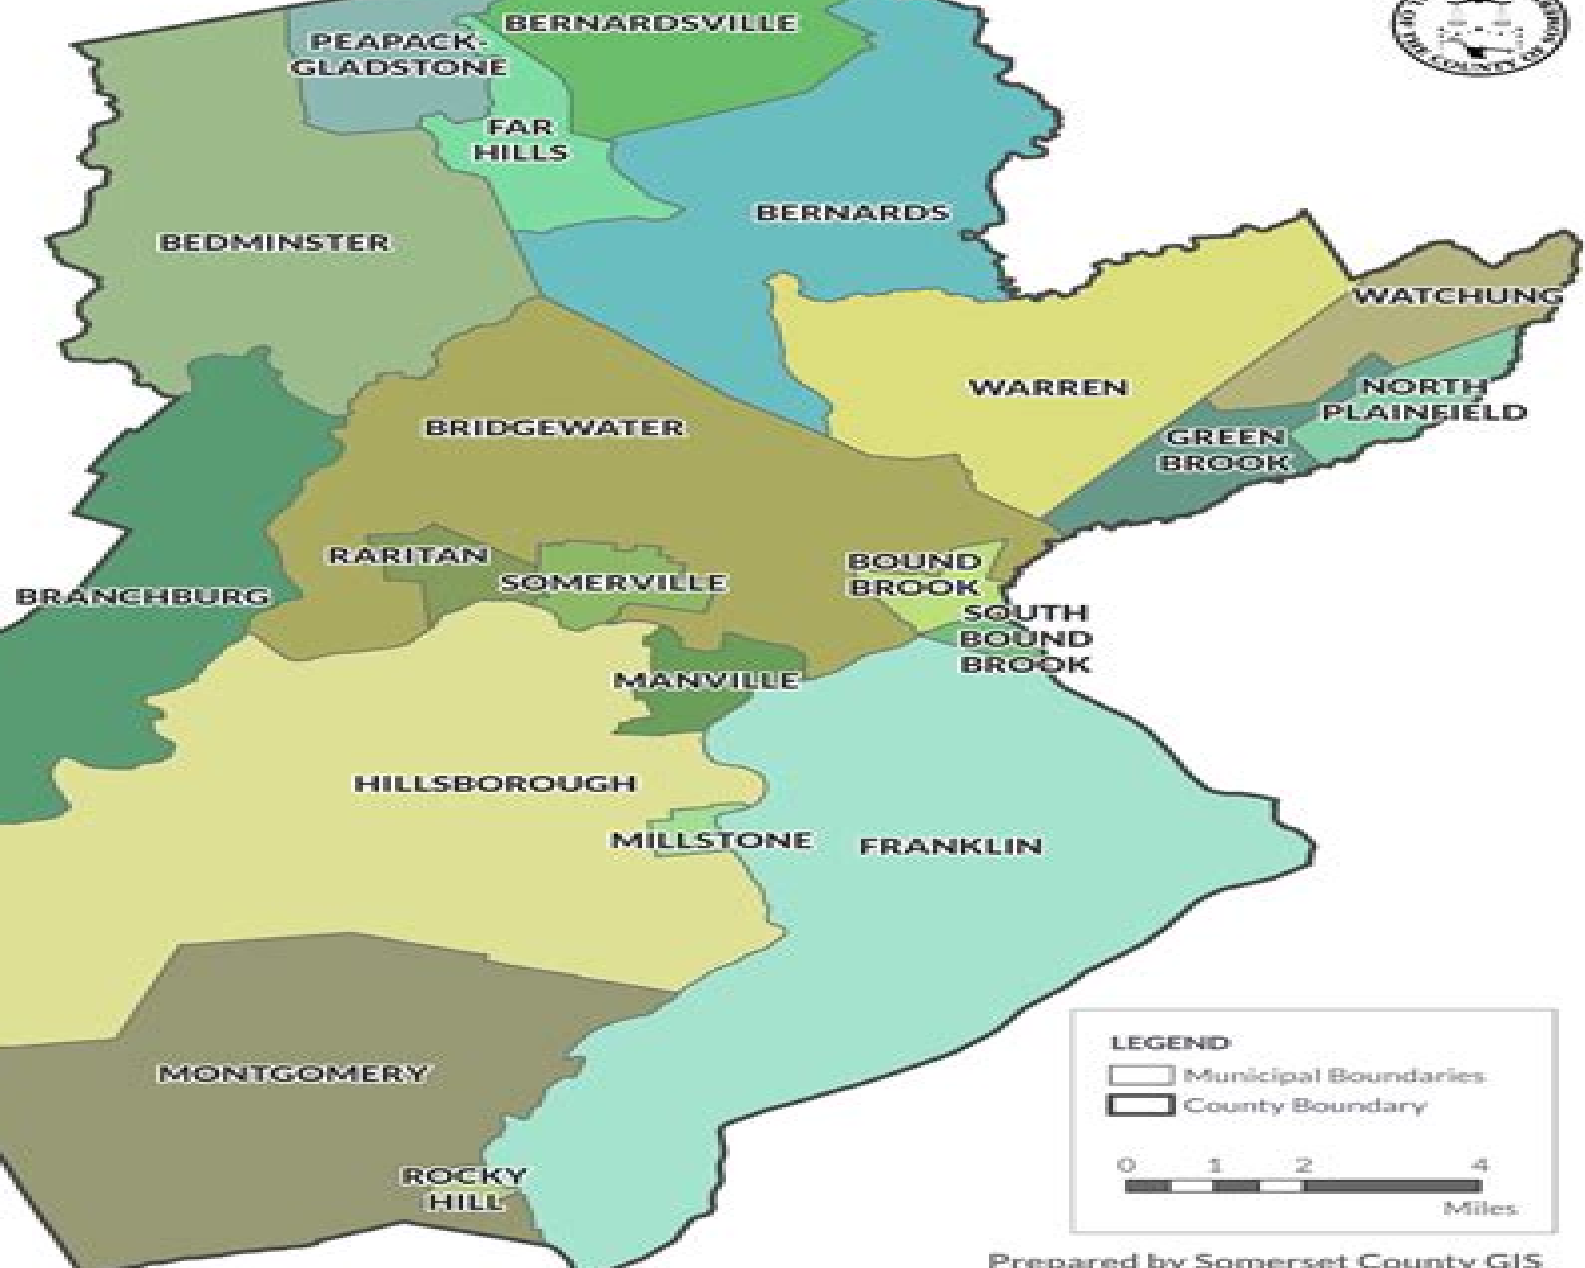 BERNARDSVILLE
PEAPACK-
GLADSTONE
FAR
HILLS
BERNARDS
BEDMINSTER
WATCHUNG
WARREN
NORTH
PLAINFIELD
BRIDGEWATER
GREEN
BROOK
RARITAN
SOMERVILLE
BOUND
BROOK
BRANCHBURG
SOUTH
BOUND
BROOK
MANVILLE
HILLSBOROUGH
MILLSTONE
FRANKLIN
MONTGOMERY
ROCKY
HILL
LEGEND
Municipal Boundaries
County Boundary
0 1 2 4
Miles
Prepared by Somerset County GIS